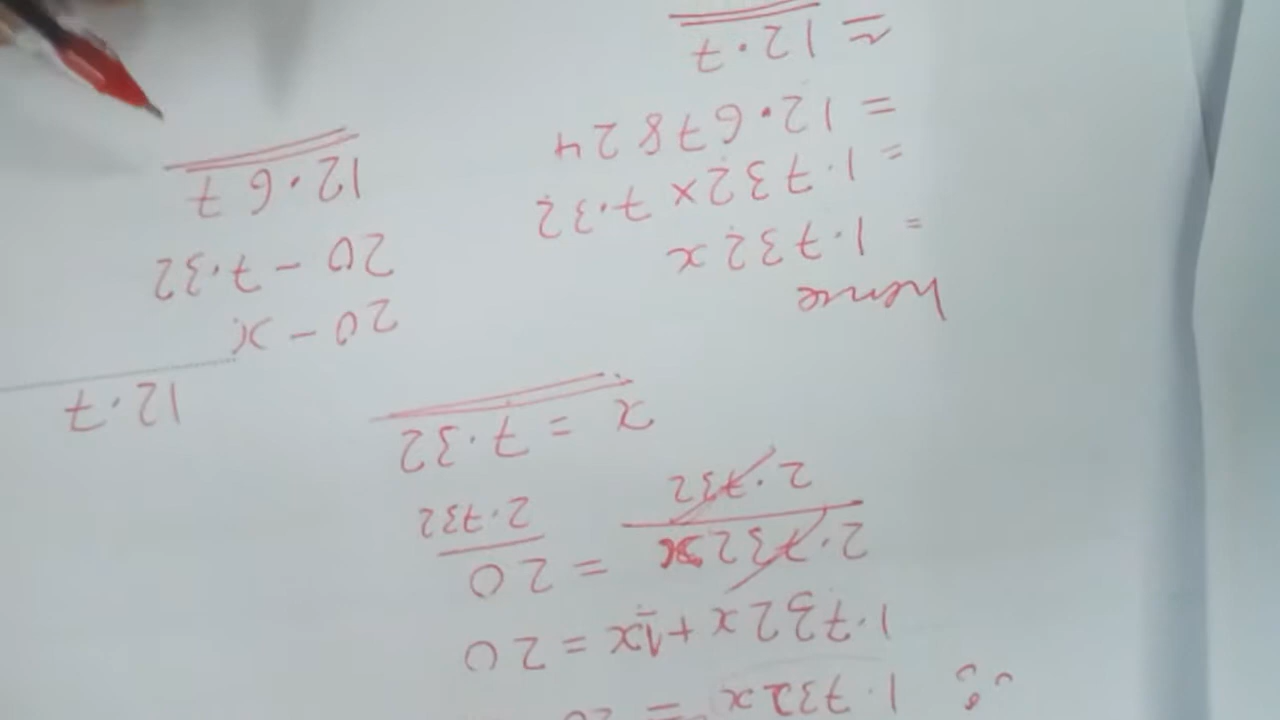 ∴ 1.732x = 20
1.732x + 1x = 20
2.732x / 2.732 = 20 / 2.732
x = 7.32
hence
= 1.732x
= 1.732 × 7.32
= 12.67824
≈ 12.7
12.7
20 - x
20 - 7.32
12.67